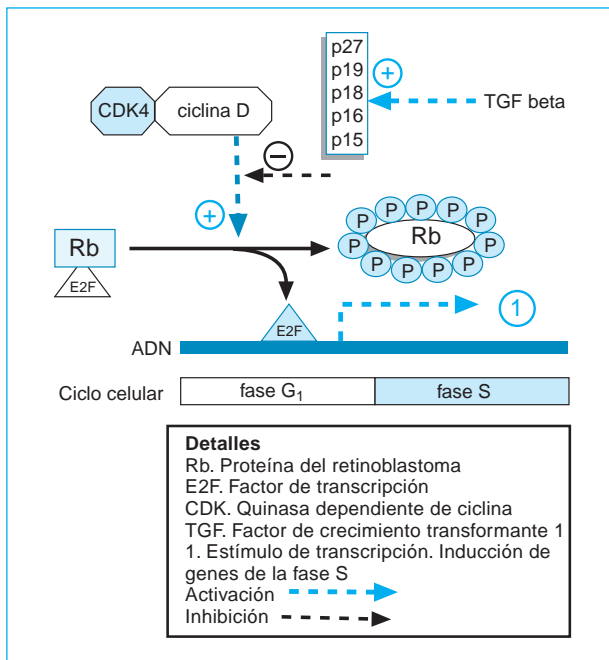 p27
p19
p18
p16
p15
+
TGF beta
CDK4 ciclina D
−
+
Rb
E2F
P P P P P P P P P P P P
Rb
E2F
1
ADN
Ciclo celular fase G1 fase S
Detalles
Rb. Proteína del retinoblastoma
E2F. Factor de transcripción
CDK. Quinasa dependiente de ciclina
TGF. Factor de crecimiento transformante 1
1. Estímulo de transcripción. Inducción de
genes de la fase S
Activación
Inhibición